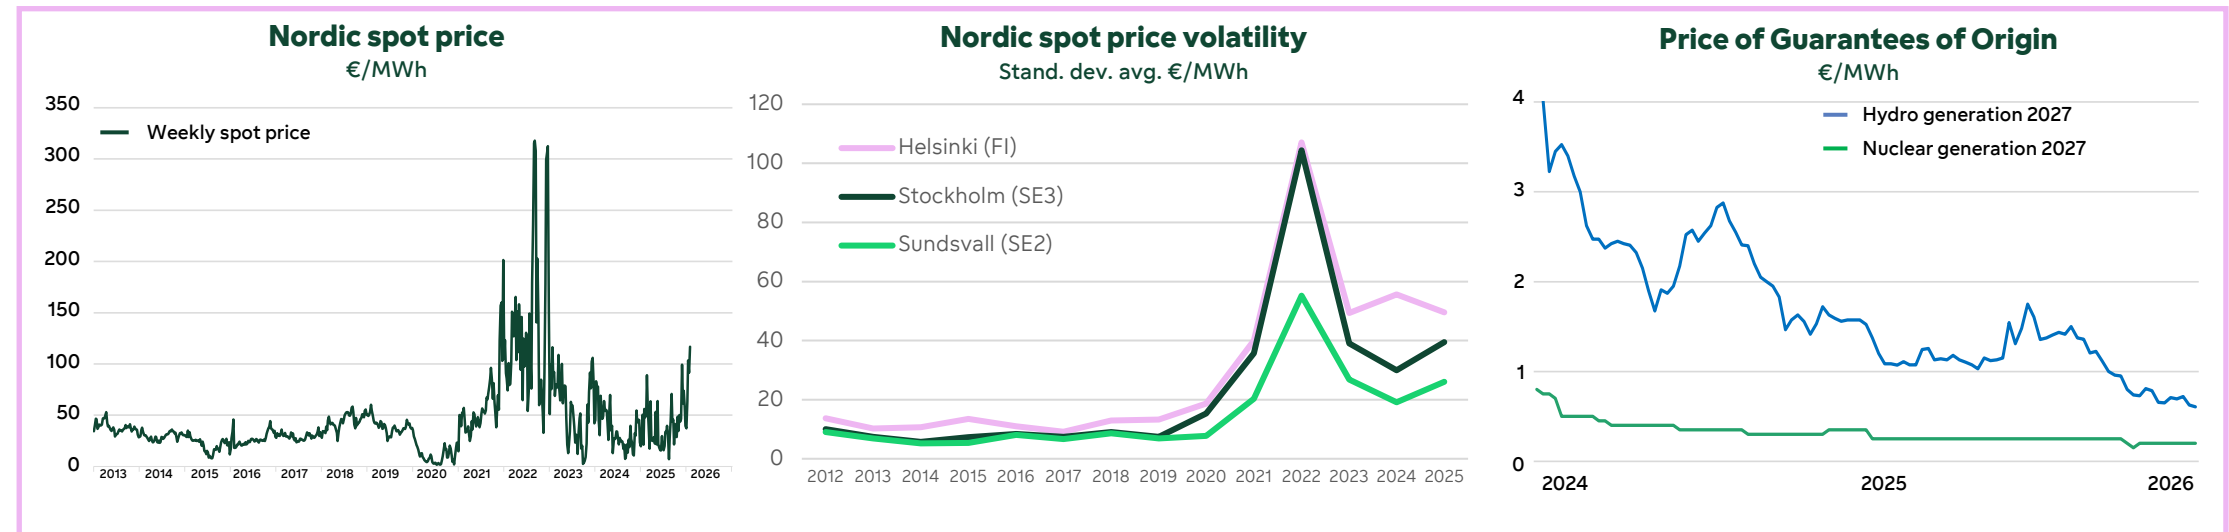 Nordic spot price
€/MWh
350
300
250
200
150
100
50
0
Weekly spot price
2013 2014 2015 2016 2017 2018 2019 2020 2021 2022 2023 2024 2025 2026
Nordic spot price volatility
Stand. dev. avg. €/MWh
120
100
80
60
40
20
0
Helsinki (FI)
Stockholm (SE3)
Sundsvall (SE2)
2012 2013 2014 2015 2016 2017 2018 2019 2020 2021 2022 2023 2024 2025
Price of Guarantees of Origin
€/MWh
4
3
2
1
0
Hydro generation 2027
Nuclear generation 2027
2024 2025 2026